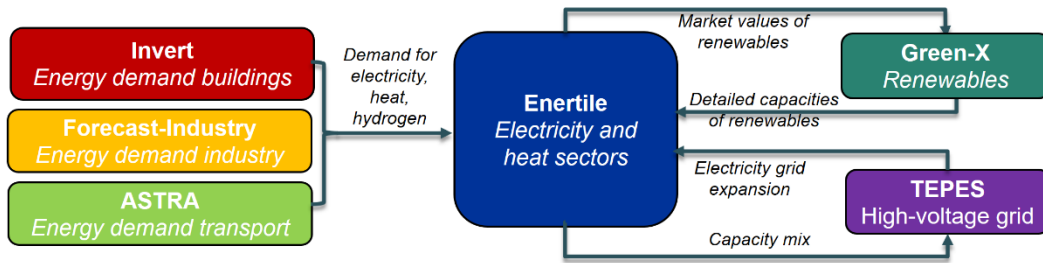 Invert
Energy demand buildings
Forecast-Industry
Energy demand industry
ASTRA
Energy demand transport
Demand for
electricity,
heat,
hydrogen
Enertile
Electricity and
heat sectors
Market values of
renewables
Detailed capacities
of renewables
Electricity grid
expansion
Capacity mix
Green-X
Renewables
TEPES
High-voltage grid